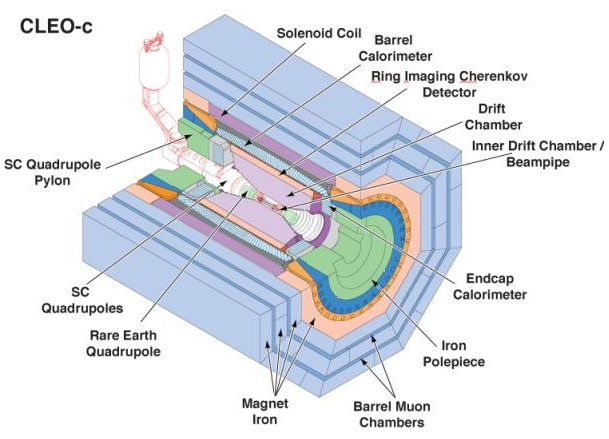 CLEO-c
Solenoid Coil
Barrel
Calorimeter
Ring Imaging Cherenkov
Detector
Drift
Chamber
Inner Drift Chamber /
Beampipe
SC Quadrupole
Pylon
SC
Quadrupoles
Rare Earth
Quadrupole
Magnet
Iron
Barrel Muon
Chambers
Iron
Polepiece
Endcap
Calorimeter